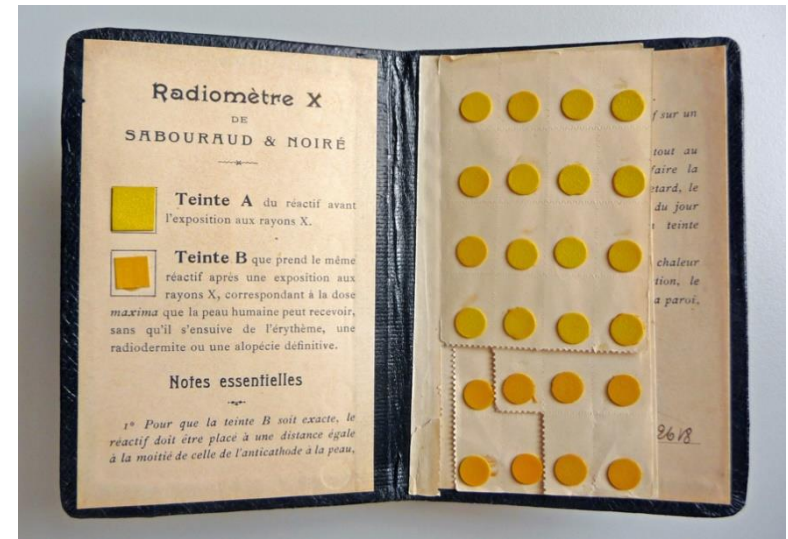 Radiomètre X
DE
SABOURAUD & NOIRÉ
Teinte A du réactif avant
l'exposition aux rayons X.
Teinte B que prend le même
réactif après une exposition aux
rayons X, correspondant à la dose
maxima que la peau humaine peut recevoir,
sans qu'il s'ensuive de l'érythème, une
radiodermite ou une alopécie définitive.
Notes essentielles
1° Pour que la teinte B soit exacte, le
réactif doit être placé à une distance égale
à la moitié de celle de l'anticathode à la peau,
sur un
tout au
faire la
du jour
teinte
chaleur
le
paroi,